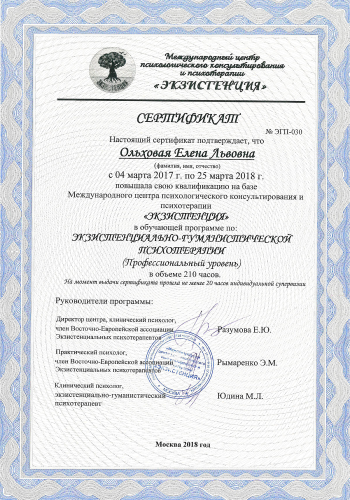 Международный центр
психологического консультирования
и психотерапии
«ЭКЗИСТЕНЦИЯ»
СЕРТИФИКАТ
№ ЭГП-030
Настоящий сертификат подтверждает, что
Ольховая Елена Львовна
(фамилия, имя, отчество)
с 04 марта 2017 г. по 25 марта 2018 г.
повышала свою квалификацию на базе
Международного центра психологического консультирования и
психотерапии
«ЭКЗИСТЕНЦИЯ»
в обучающей программе по:
ЭКЗИСТЕНЦИАЛЬНО-ГУМАНИСТИЧЕСКОЙ
ПСИХОТЕРАПИИ
(Профессиональный уровень)
в объеме 210 часов.
На момент выдачи сертификата прошла не менее 20 часов индивидуальной супервизии
Руководители программы:
Директор центра, клинический психолог,
член Восточно-Европейской ассоциации
Экзистенциальных психотерапевтов
Разумова Е.Ю.
Практический психолог,
член Восточно-Европейской ассоциации
Экзистенциальных психотерапевтов
Рымаренко Э.М.
Клинический психолог,
экзистенциально-гуманистический
психотерапевт
Юдина М.Л.
Москва 2018 год